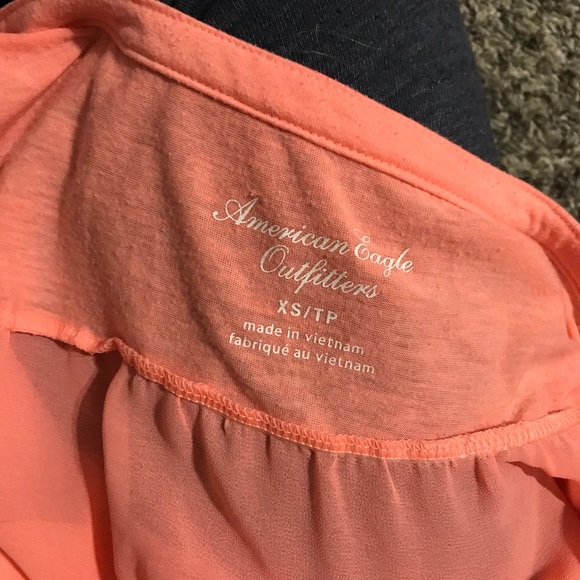 American Eagle
Outfitters
XS/TP
made in vietnam
fabriqué au vietnam